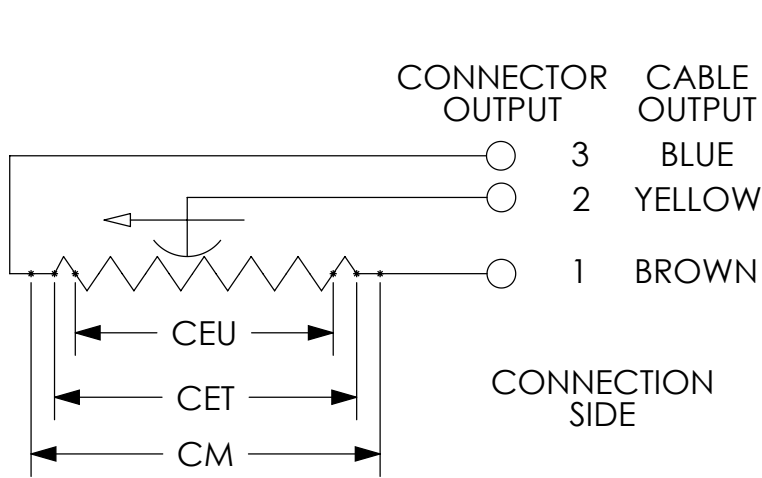 CONNECTOR CABLE
OUTPUT OUTPUT
3 BLUE
2 YELLOW
1 BROWN
CEU
CET
CONNECTION
SIDE
CM